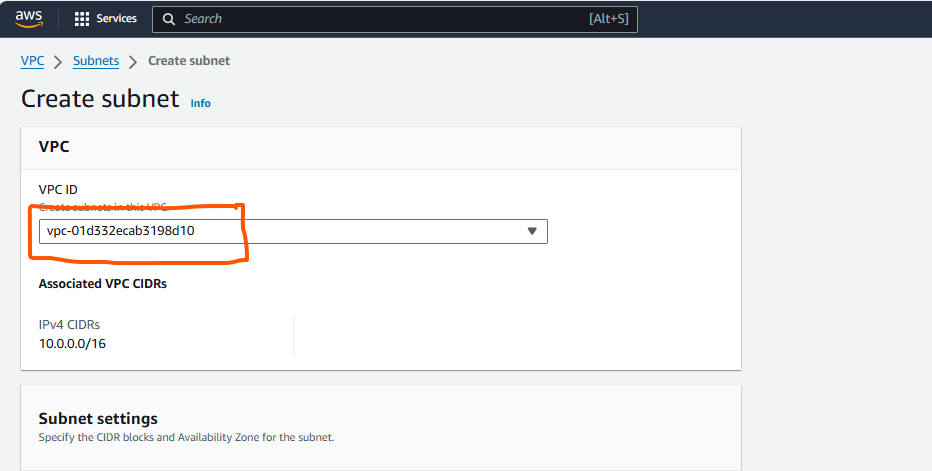 aws Services Search [Alt+S]
VPC Subnets Create subnet
Create subnet Info
VPC
VPC ID
Create subnets in this VPC.
vpc-01d332ecab3198d10
Associated VPC CIDRs
IPv4 CIDRs
10.0.0.0/16
Subnet settings
Specify the CIDR blocks and Availability Zone for the subnet.